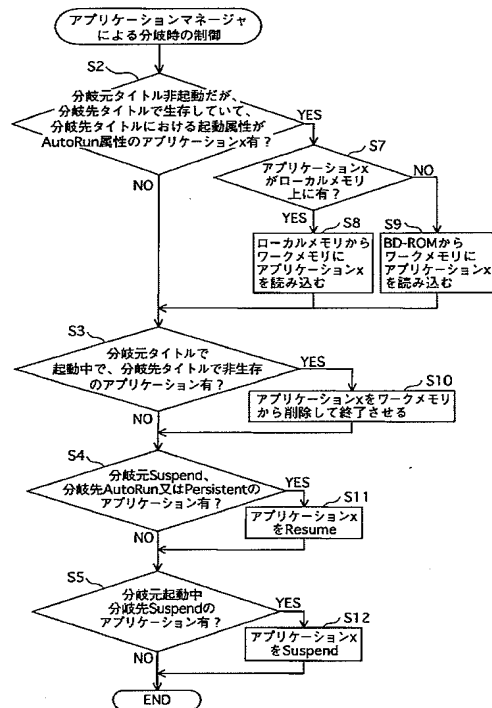 アプリケーションマネージャ
による分岐時の制御
S2
分岐元タイトル非起動だが、
分岐先タイトルで生存していて、
分岐先タイトルにおける起動属性が
AutoRun属性のアプリケーションx有?
YES
NO
S7
アプリケーションx
がローカルメモリ
上に有?
NO
YES
S8
ローカルメモリから
ワークメモリに
アプリケーションx
を読み込む
S9
BD-ROMから
ワークメモリに
アプリケーションx
を読み込む
S3
分岐元タイトルで
起動中で、分岐先タイトルで非生存
のアプリケーション有?
YES
NO
S10
アプリケーションxをワークメモリ
から削除して終了させる
S4
分岐元Suspend、
分岐先AutoRun又はPersistentの
アプリケーション有?
YES
NO
S11
アプリケーションx
をResume
S5
分岐元起動中
分岐先Suspendの
アプリケーション有?
YES
NO
S12
アプリケーションx
をSuspend
END